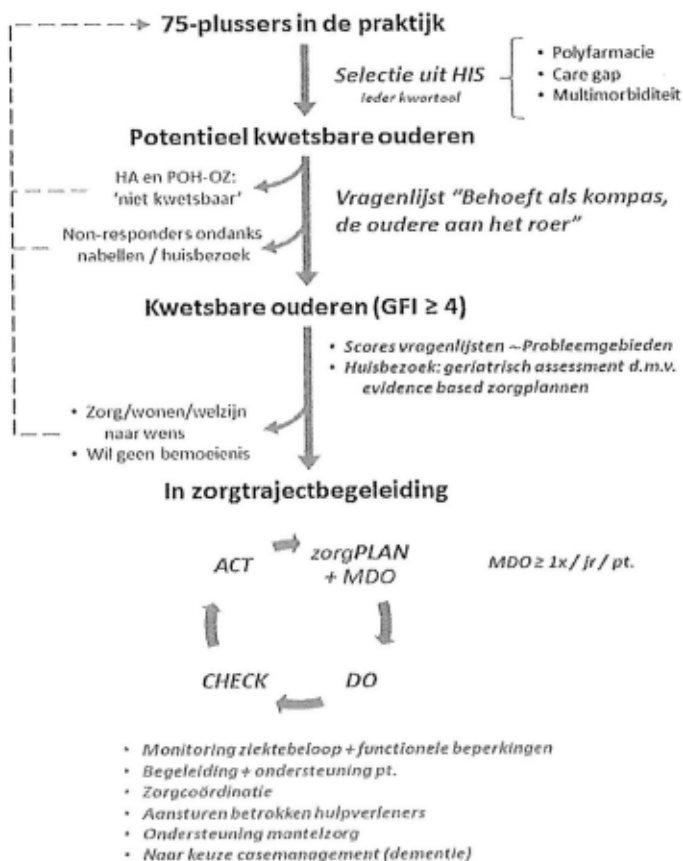 75-plussers in de praktijk
Selectie uit HIS
Ieder kwartaal
• Polyfarmacie
• Care gap
• Multimorbiditeit
Potentieel kwetsbare ouderen
HA en POH-OZ:
'niet kwetsbaar'
Vragenlijst "Behoeft als kompas,
de oudere aan het roer"
Non-responders ondanks
nabellen / huisbezoek
Kwetsbare ouderen (GFI ≥ 4)
• Scores vragenlijsten ~Probleemgebieden
• Huisbezoek: geriatrisch assessment d.m.v.
evidence based zorgplannen
• Zorg/wonen/welzijn
naar wens
• Wil geen bemoeienis
In zorgtrajectbegeleiding
ACT
zorgPLAN
+ MDO
MDO ≥ 1x / jr / pt.
CHECK
DO
• Monitoring ziektebeloop + functionele beperkingen
• Begeleiding + ondersteuning pt.
• Zorgcoördinatie
• Aansturen betrokken hulpverleners
• Ondersteuning mantelzorg
• Naar keuze casemanagement (dementie)